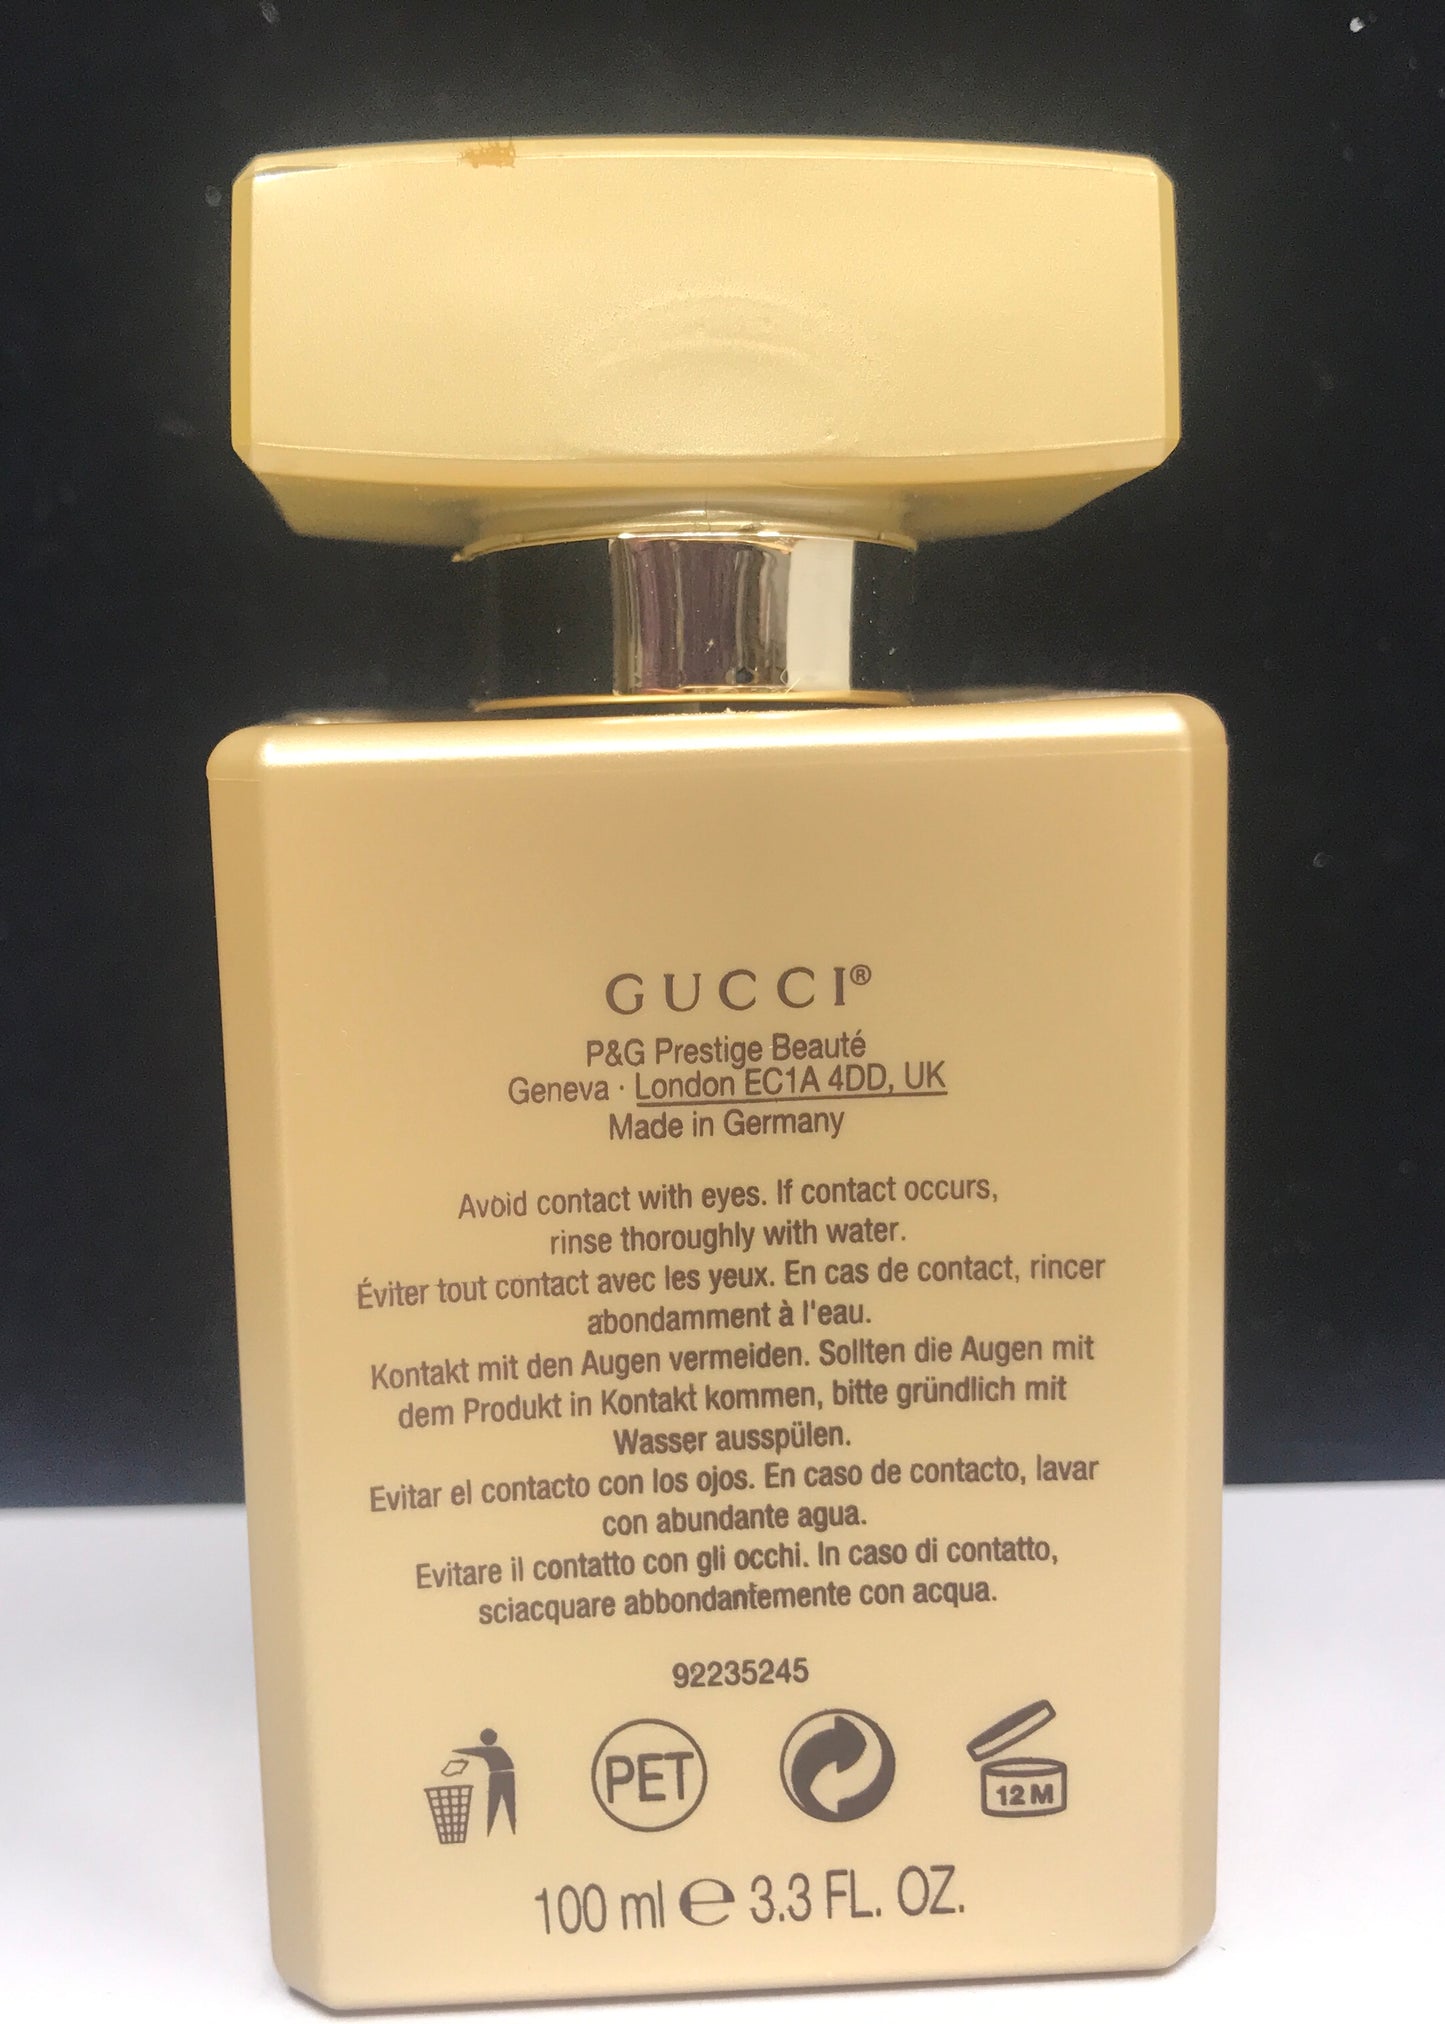 GUCCI®
P&G Prestige Beauté
Geneva · London EC1A 4DD, UK
Made in Germany
Avoid contact with eyes. If contact occurs,
rinse thoroughly with water.
Éviter tout contact avec les yeux. En cas de contact, rincer
abondamment à l'eau.
Kontakt mit den Augen vermeiden. Sollten die Augen mit
dem Produkt in Kontakt kommen, bitte gründlich mit
Wasser ausspülen.
Evitar el contacto con los ojos. En caso de contacto, lavar
con abundante agua.
Evitare il contatto con gli occhi. In caso di contatto,
sciacquare abbondantemente con acqua.
92235245
PET
12 M
100 ml ℮ 3.3 FL. OZ.